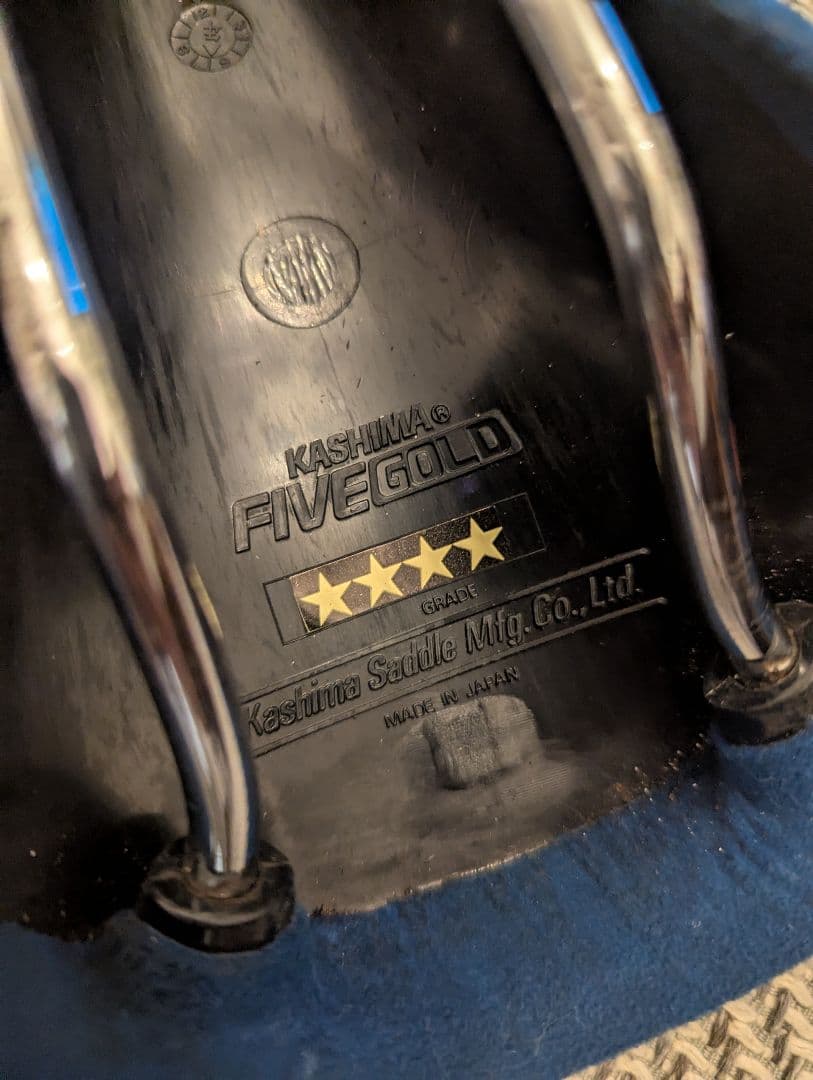 KASHIMA®
FIVEGOLD
GRADE
Kashima Saddle Mfg. Co., Ltd.
MADE IN JAPAN